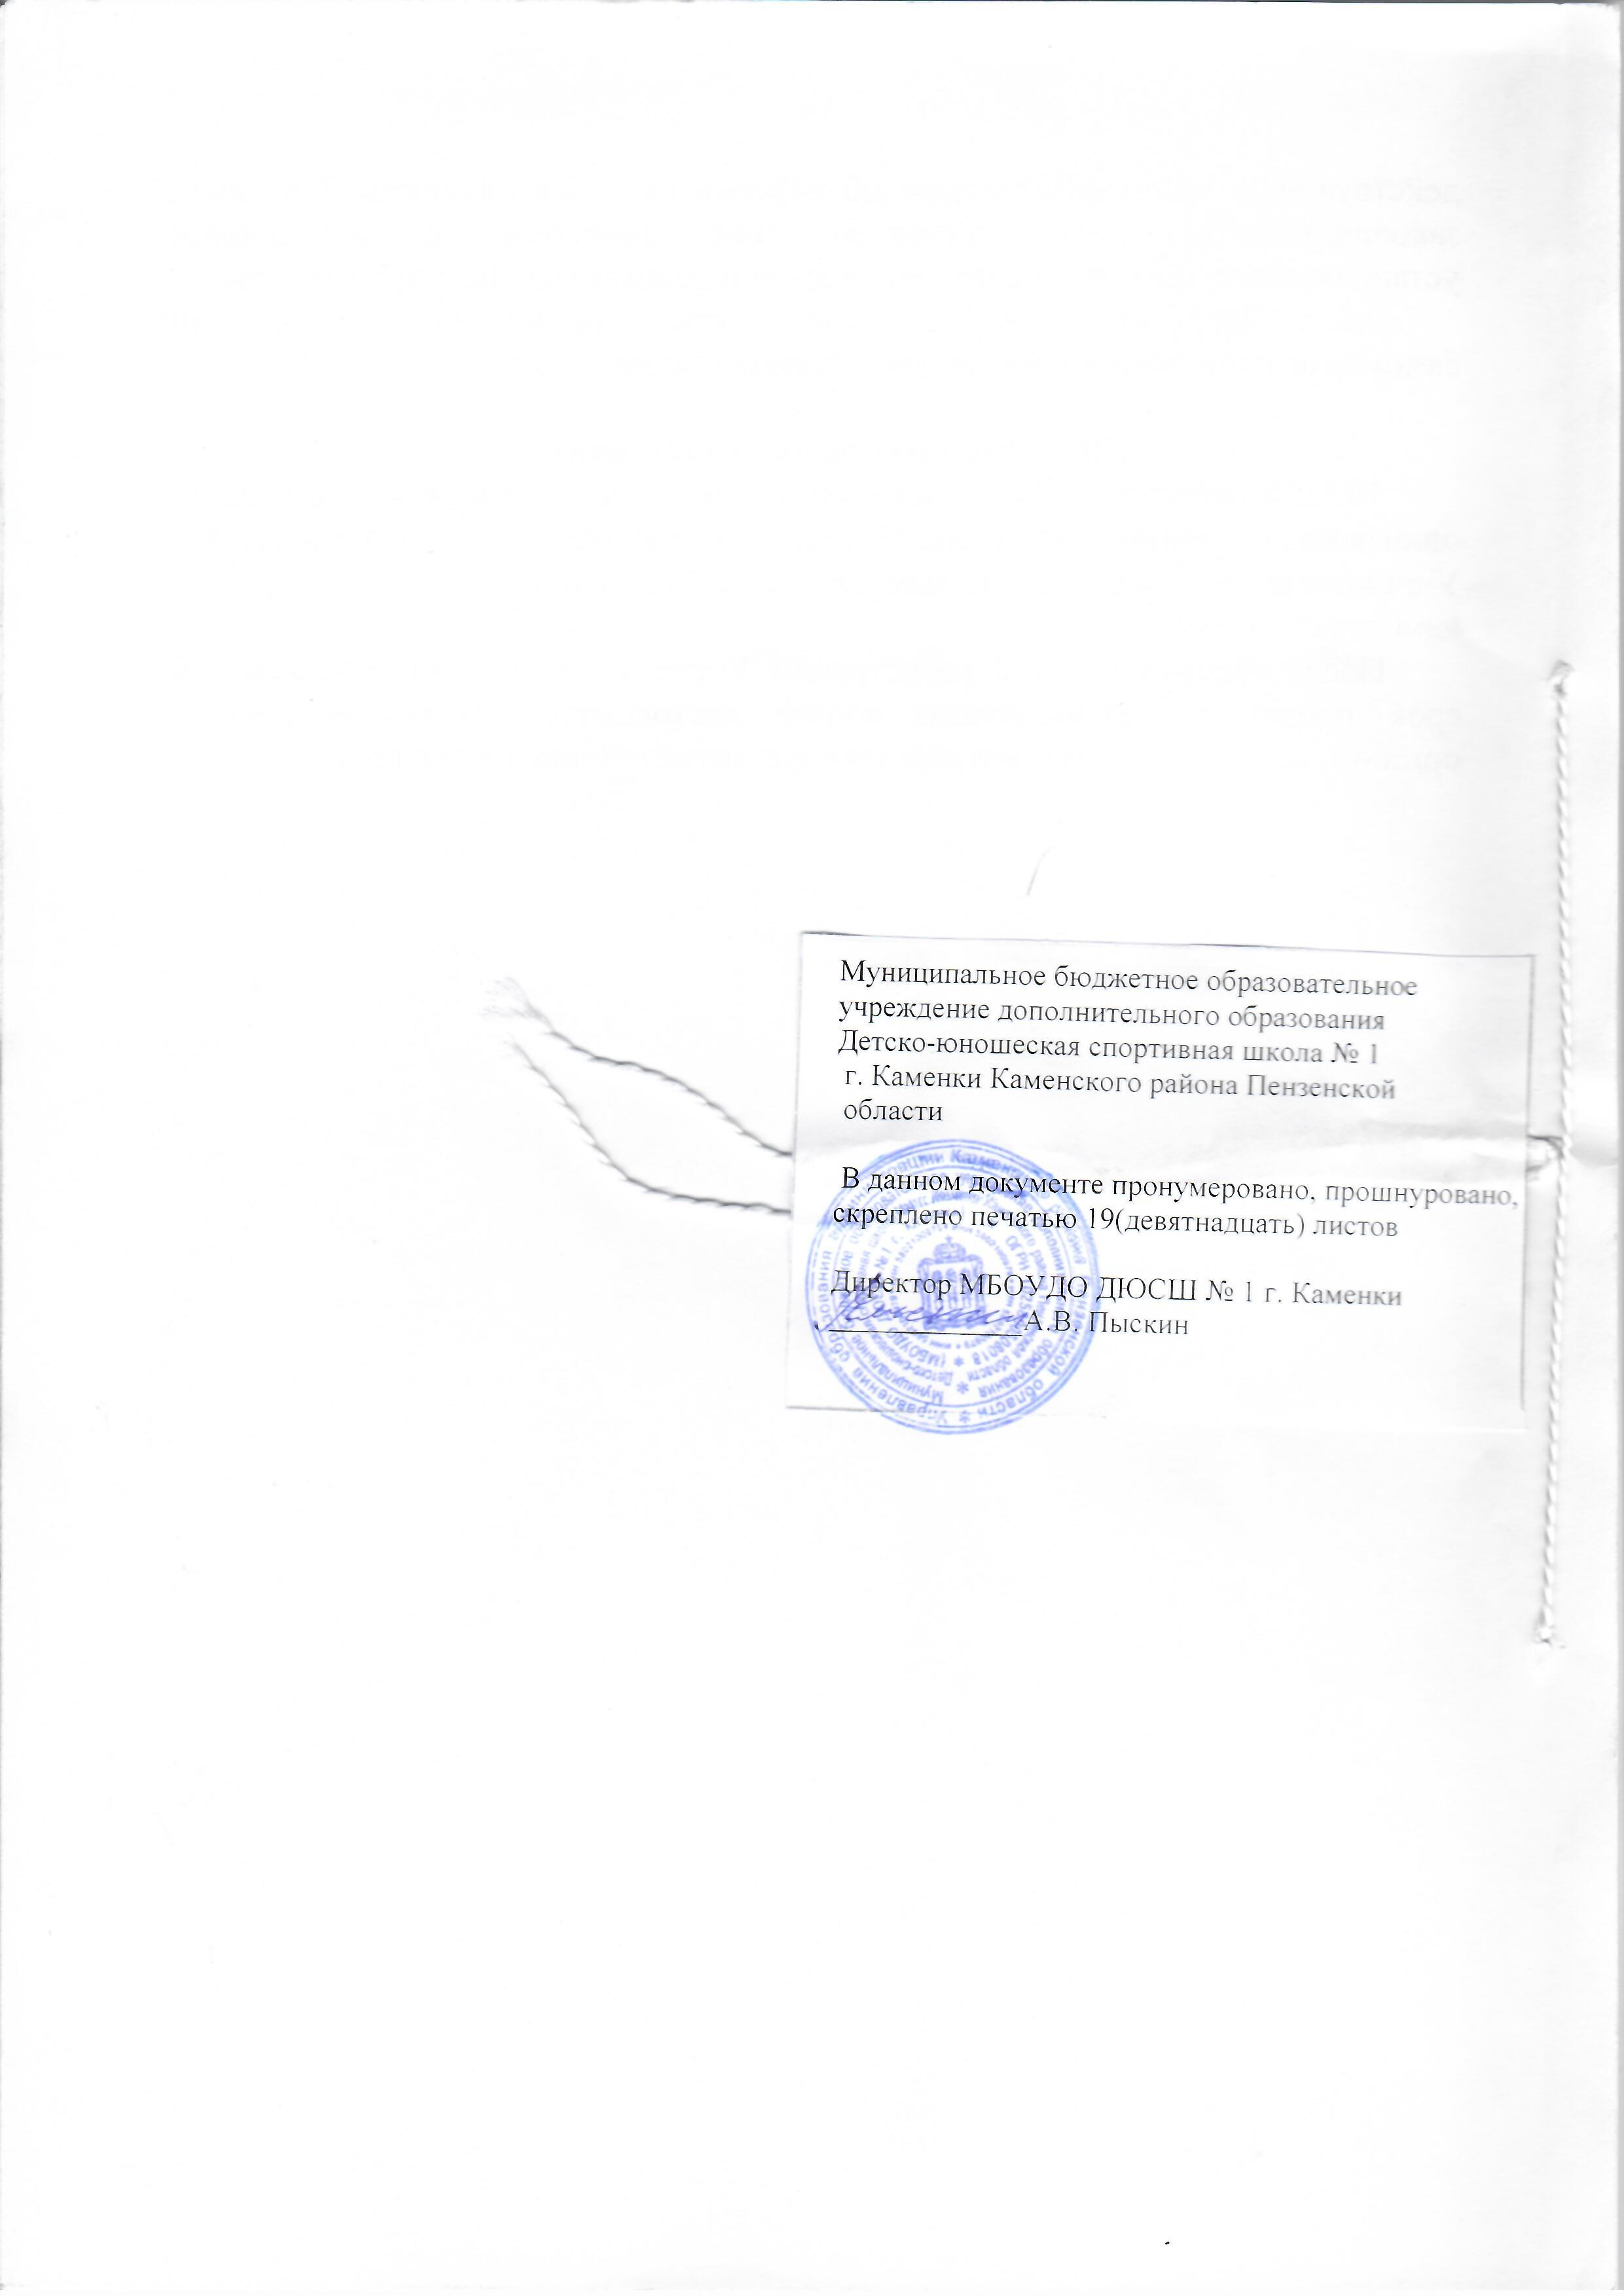 Муниципальное бюджетное образовательное
учреждение дополнительного образования
Детско-юношеская спортивная школа № 1
г. Каменки Каменского района Пензенской
области
В данном документе пронумеровано, прошнуровано,
скреплено печатью 19(девятнадцать) листов
Директор МБОУДО ДЮСШ № 1 г. Каменки
А.В. Пыскин